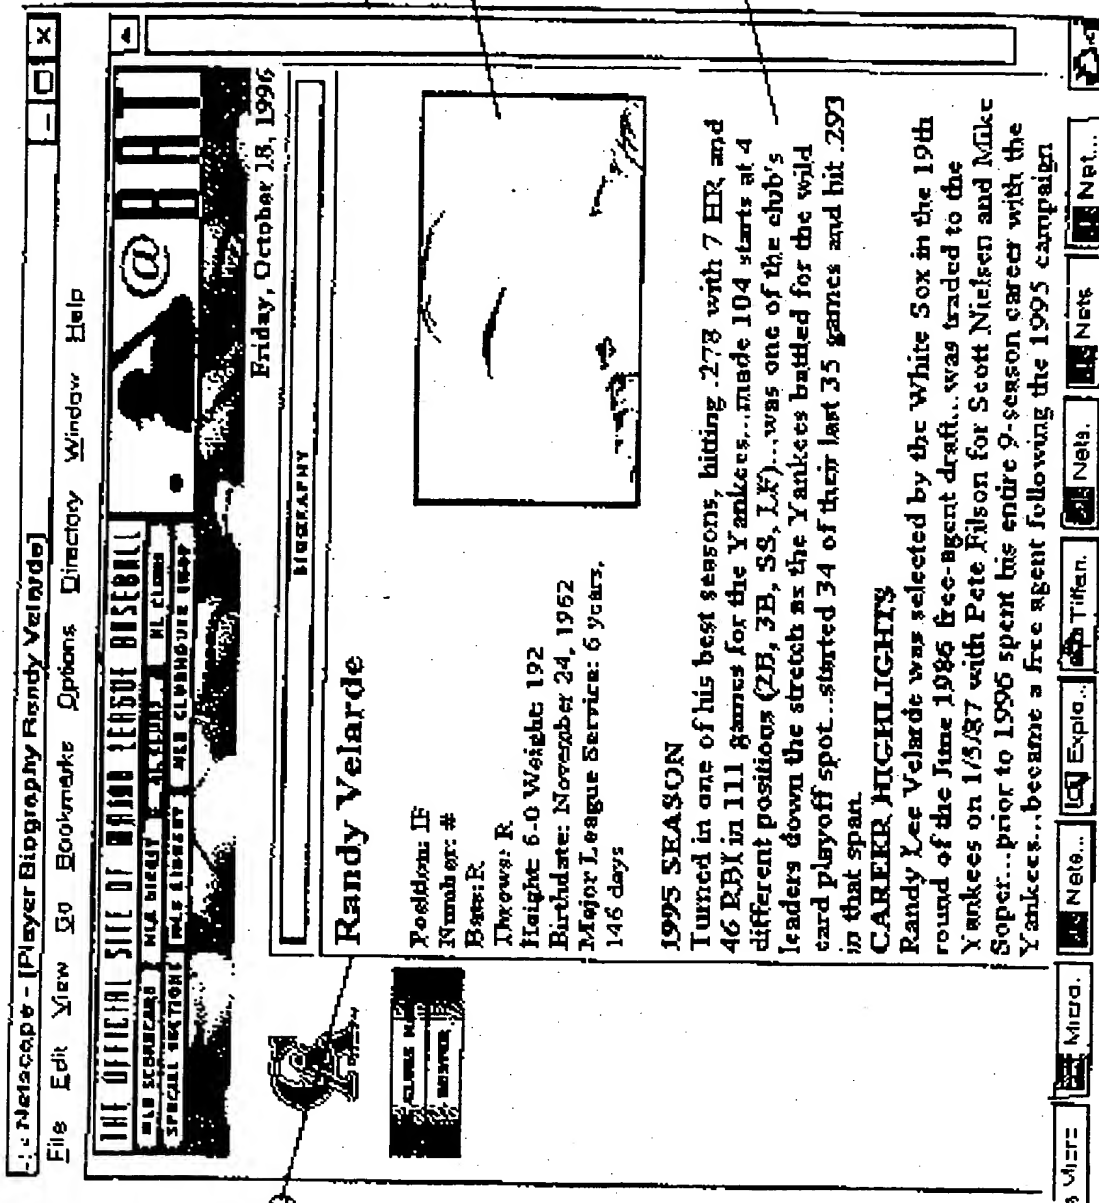 Netscape - [Player Biography Randy Velarde]
File Edit View Go Bookmarks Options Directory Window Help
THE OFFICIAL SITE OF MAJOR LEAGUE BASEBALL
@ BAT
MLB SCOREBOARD
NL CLUBS
SPECIAL SECTIONS MLB LIBRARY MLB CLUBHOUSE SHOP
Friday, October 18, 1996
BIOGRAPHY
Randy Velarde
Position: IF
Number: #
Bats:R
Throws: R
Height: 6-0 Weight: 192
Birthdate: November 24, 1962
Major League Service: 6 years,
146 days
ROSTER
1995 SEASON
Turned in one of his best seasons, hitting .278 with 7 HR and
46 RBI in 111 games for the Yankees...made 104 starts at 4
different positions (2B, 3B, SS, LF)...was one of the club's
leaders down the stretch as the Yankees battled for the wild
card playoff spot..started 34 of their last 35 games and hit .293
in that span.
CAREER HIGHLIGHTS
Randy Lee Velarde was selected by the White Sox in the 19th
round of the June 1986 free-agent draft...was traded to the
Yankees on 1/5/87 with Pete Filson for Scott Nielsen and Mike
Soper...prior to 1996 spent his entire 9-season career with the
Yankees...became a free agent following the 1995 campaign
Micro. Nets... Explo... Tiffan. Nets. Nets Net...